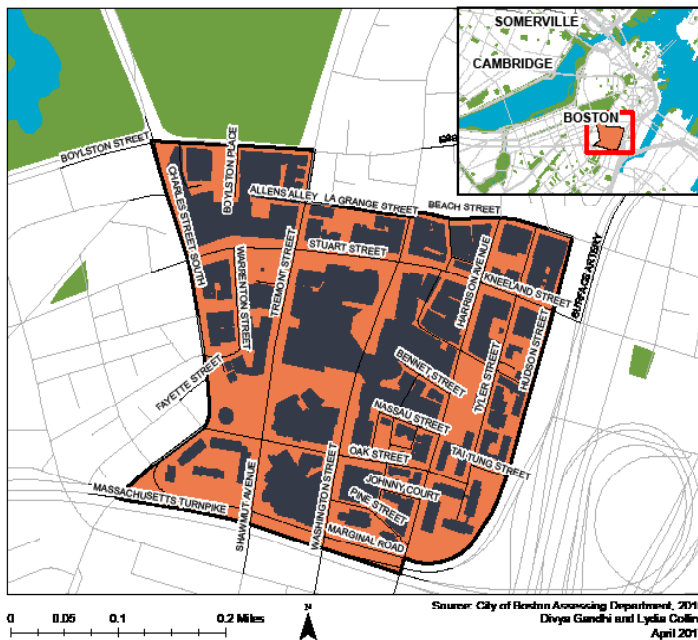 SOMERVILLE
CAMBRIDGE
BOSTON
BOYLSTON STREET
BOYLSTON PLACE
CHARLES STREET SOUTH
ALLENS ALLEY
LA GRANGE STREET
BEACH STREET
STUART STREET
WARRENTON STREET
TREMONT STREET
HARRISON AVENUE
KNEELAND STREET
SURFACE ARTERY
HUDSON STREET
TYLER STREET
BENNET STREET
FAYETTE STREET
NASSAU STREET
OAK STREET
TAI TUNG STREET
JOHNNY COURT
PINE STREET
MASSACHUSETTS TURNPIKE
SHAWMUT AVENUE
WASHINGTON STREET
MARGINAL ROAD
0 0.05 0.1 0.2 Miles
N
Source: City of Boston Assessing Department,
Divya Gandhi and Lydia
April